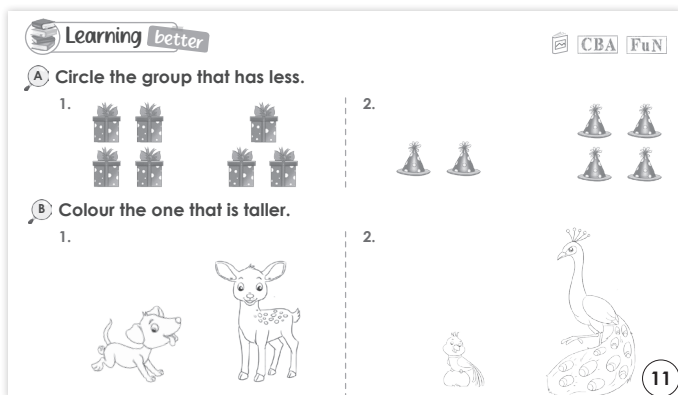 Learning better
CBA FuN
A Circle the group that has less.
1.
2.
B Colour the one that is taller.
1.
2.
11